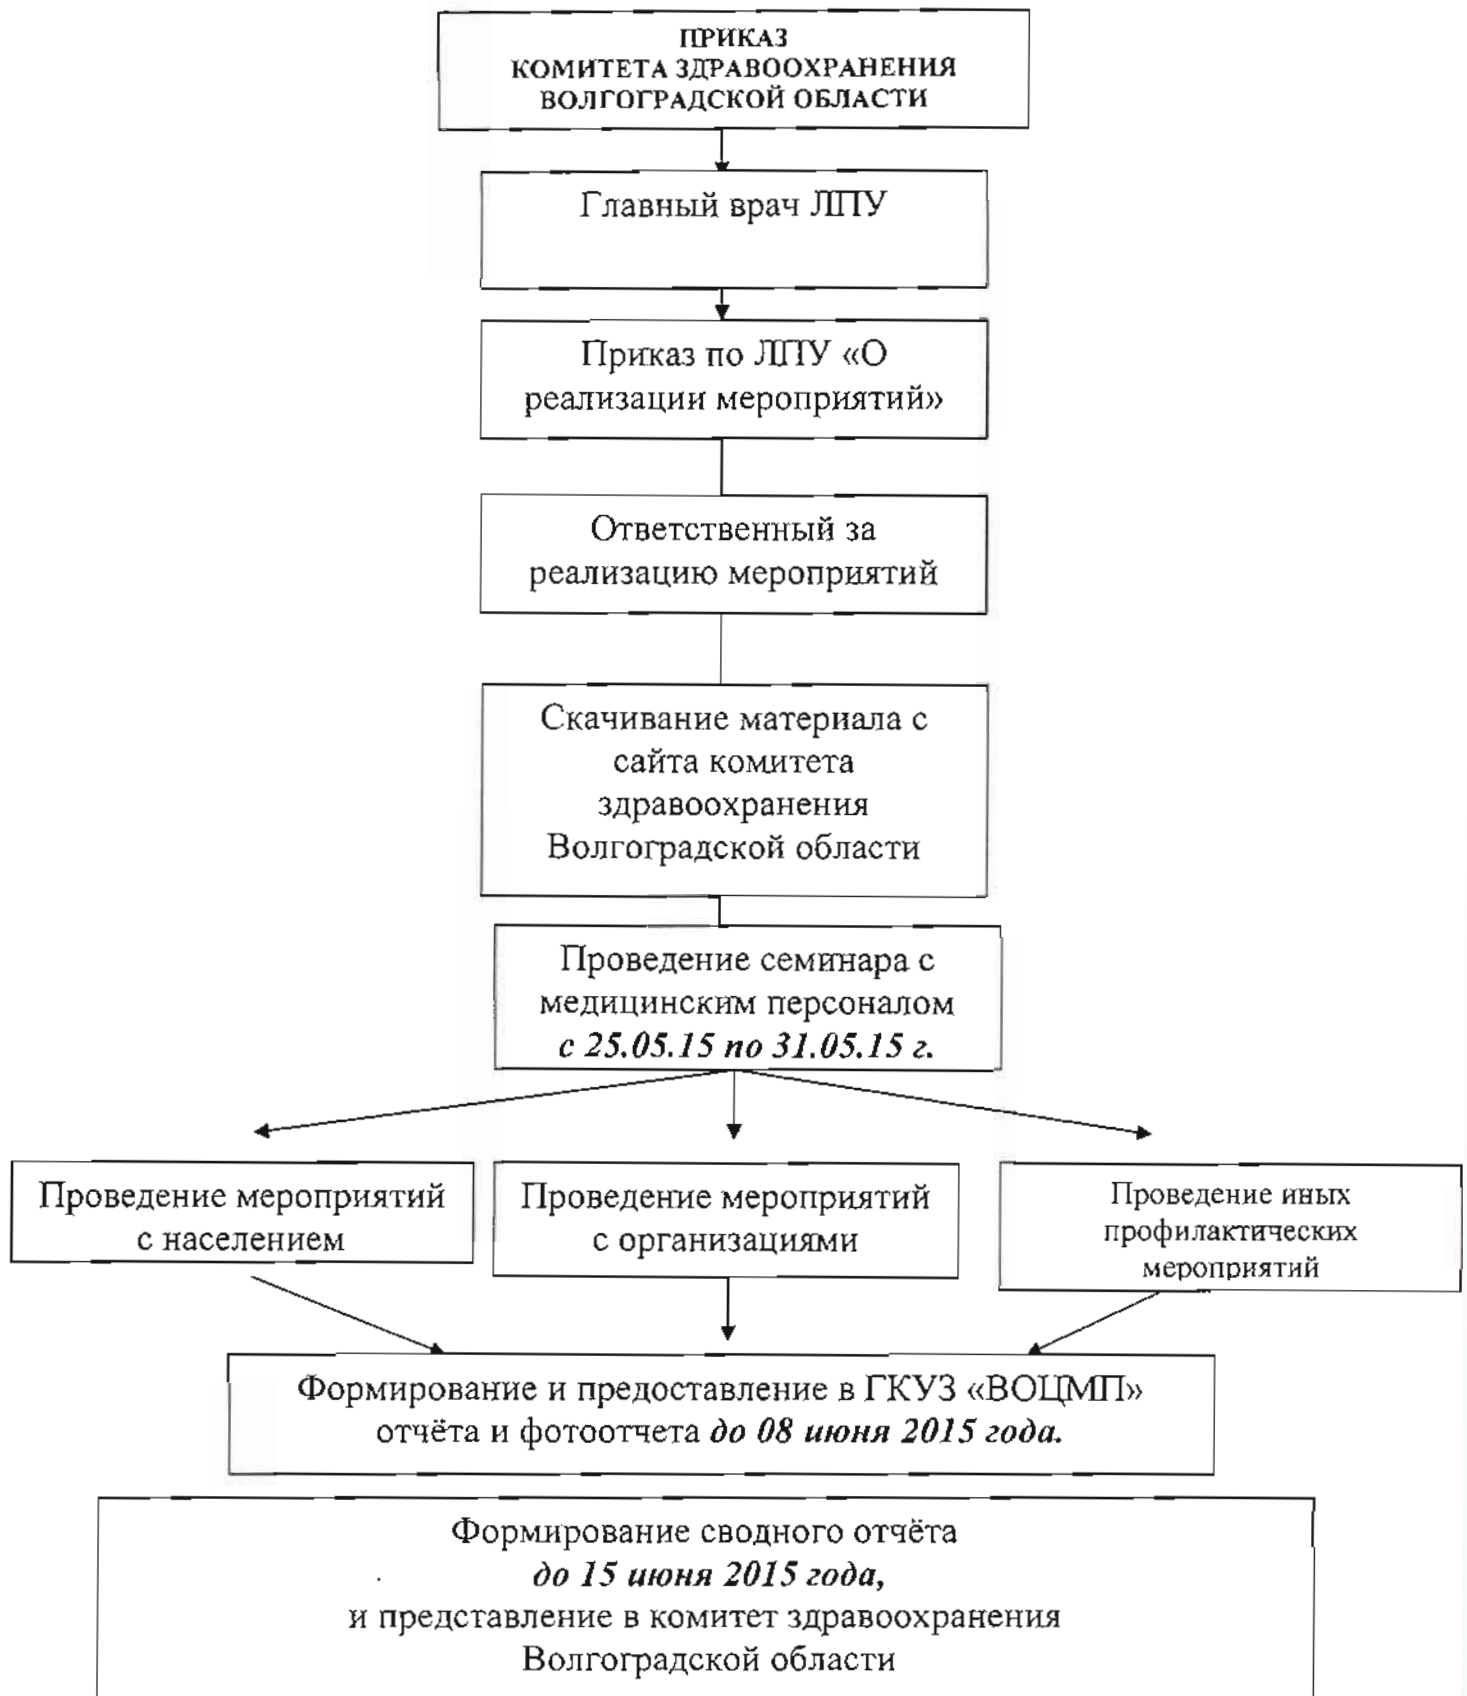 ПРИКАЗ
КОМИТЕТА ЗДРАВООХРАНЕНИЯ
ВОЛГОГРАДСКОЙ ОБЛАСТИ
Главный врач ЛПУ
Приказ по ЛПУ «О
реализации мероприятий»
Ответственный за
реализацию мероприятий
Скачивание материала с
сайта комитета
здравоохранения
Волгоградской области
Проведение семинара с
медицинским персоналом
с 25.05.15 по 31.05.15 г.
Проведение мероприятий
с населением
Проведение мероприятий
с организациями
Проведение иных
профилактических
мероприятий
Формирование и предоставление в ГКУЗ «ВОЦМП»
отчёта и фотоотчета до 08 июня 2015 года.
Формирование сводного отчёта
до 15 июня 2015 года,
и представление в комитет здравоохранения
Волгоградской области